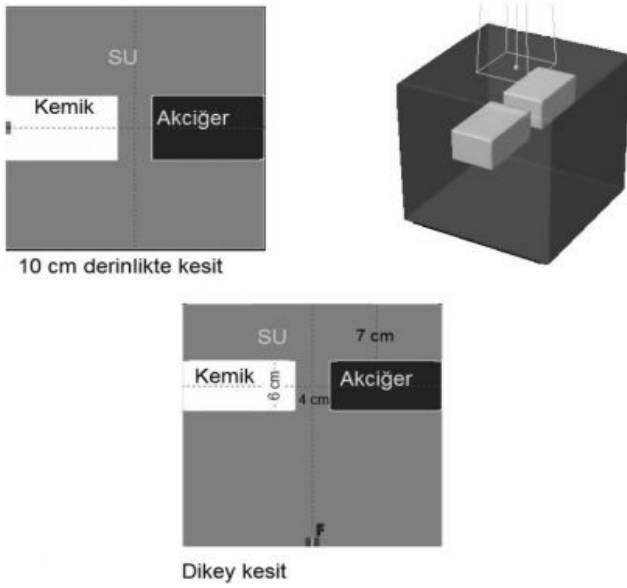 SU
Kemik
Akciğer
10 cm derinlikte kesit
SU
7 cm
Kemik
Akciğer
6 cm
4 cm
F
Dikey kesit